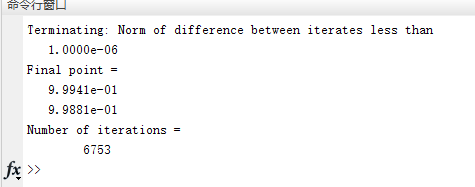 命令行窗口
Terminating: Norm of difference between iterates less than
1.0000e-06
Final point =
9.9941e-01
9.9881e-01
Number of iterations =
6753
fx >>